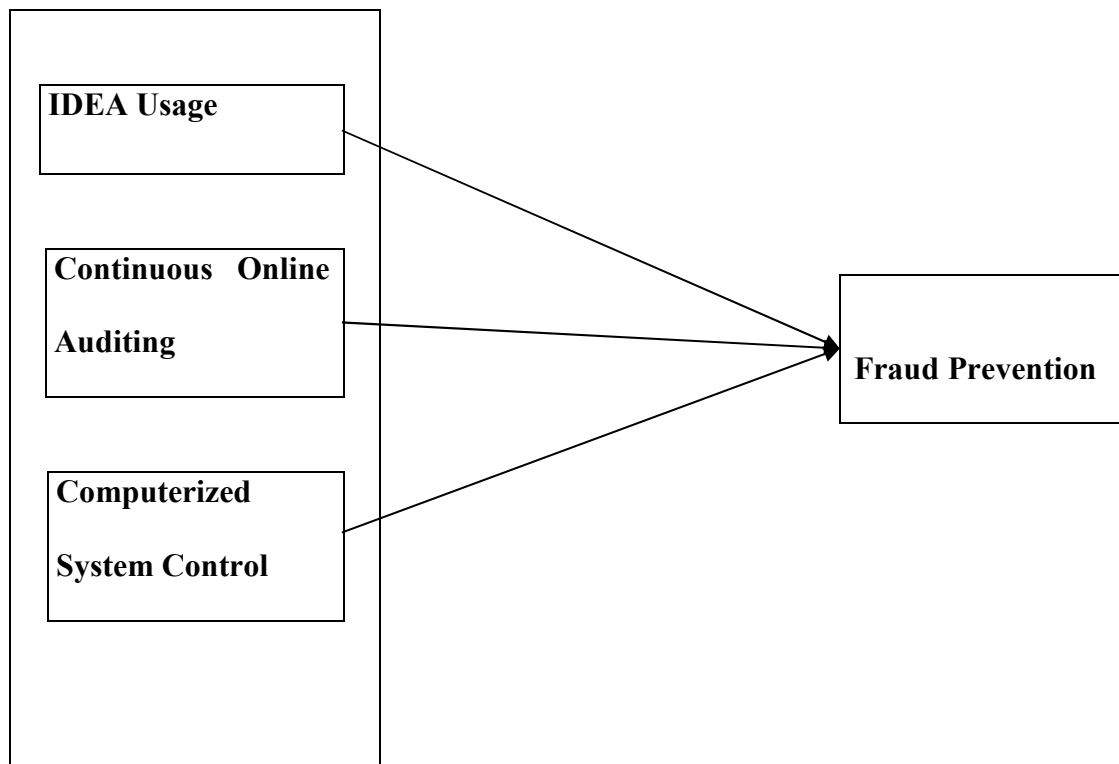 IDEA Usage
Continuous Online
Auditing
Fraud Prevention
Computerized
System Control